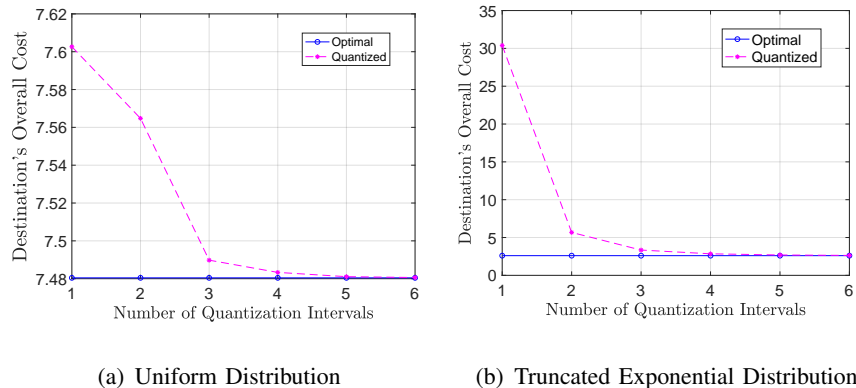 7.62
7.6
7.58
7.56
7.54
7.52
7.5
7.48
Destination's Overall Cost
Optimal
Quantized
1 2 3 4 5 6
Number of Quantization Intervals
(a) Uniform Distribution
35
30
25
20
15
10
5
0
Destination's Overall Cost
Optimal
Quantized
1 2 3 4 5 6
Number of Quantization Intervals
(b) Truncated Exponential Distribution